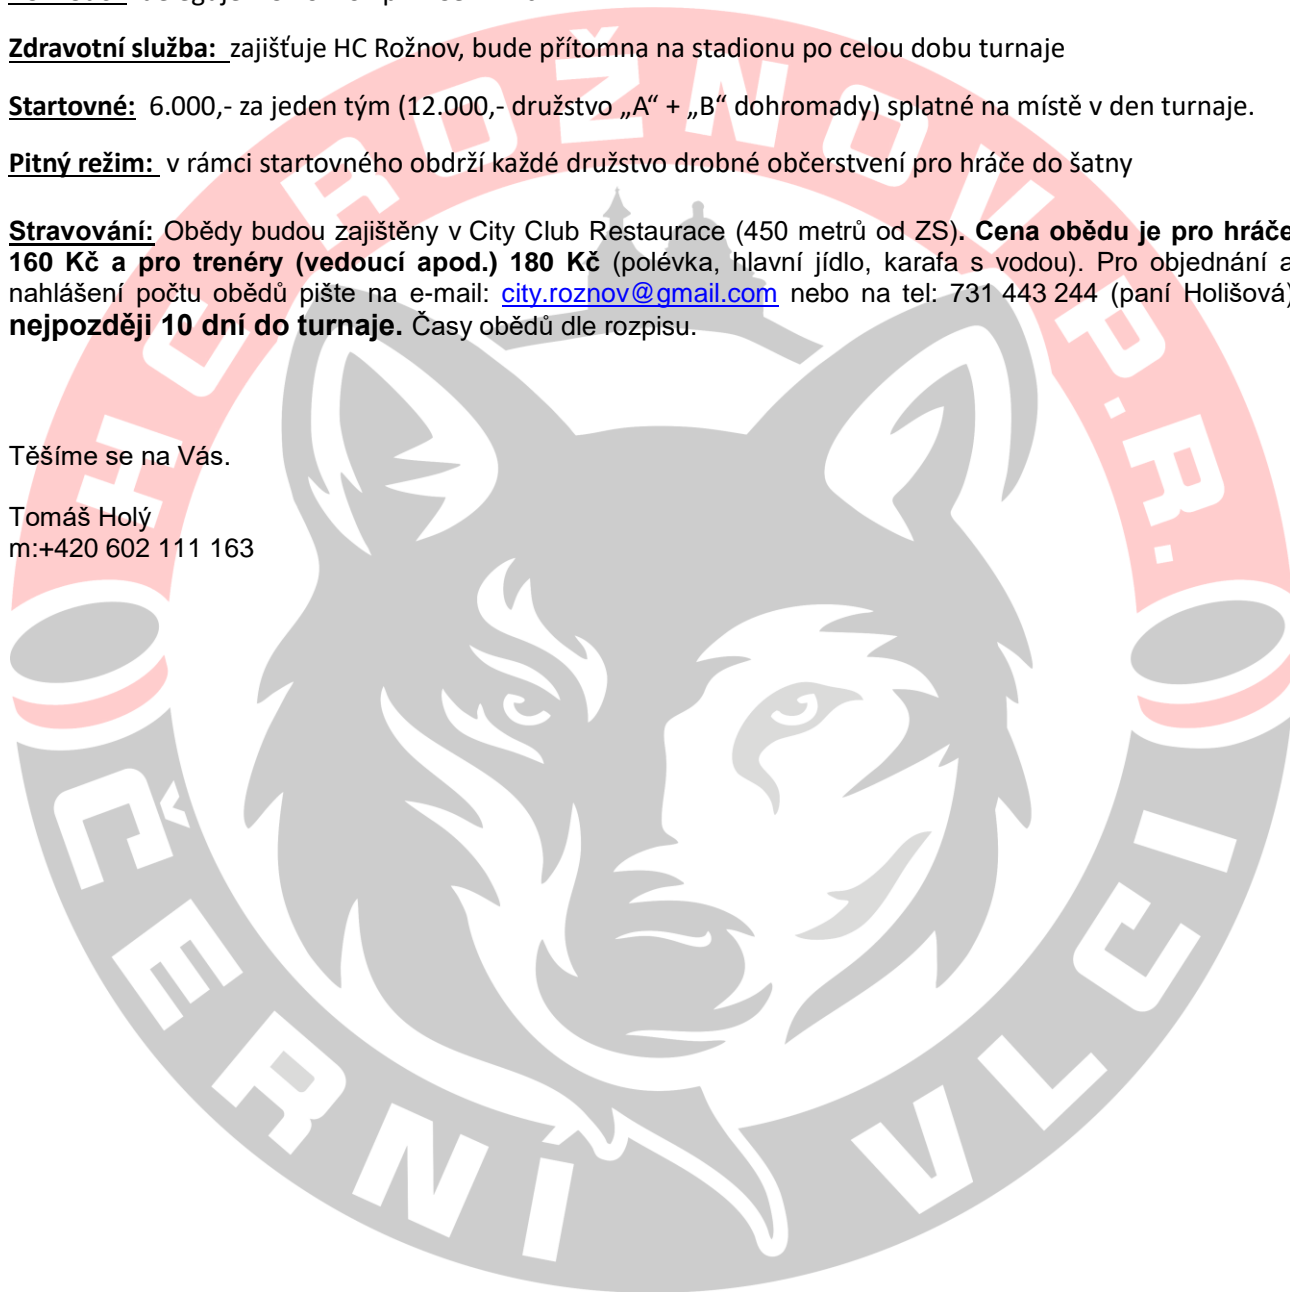 Zdravotní služba: zajišťuje HC Rožnov, bude přítomna na stadionu po celou dobu turnaje
Startovné: 6.000,- za jeden tým (12.000,- družstvo „A“ + „B“ dohromady) splatné na místě v den turnaje.
Pitný režim: v rámci startovného obdrží každé družstvo drobné občerstvení pro hráče do šatny
Stravování: Obědy budou zajištěny v City Club Restaurace (450 metrů od ZS). Cena obědu je pro hráče
160 Kč a pro trenéry (vedoucí apod.) 180 Kč (polévka, hlavní jídlo, karafa s vodou). Pro objednání a
nahlášení počtu obědů pište na e-mail: city.roznov@gmail.com nebo na tel: 731 443 244 (paní Holišová)
nejpozději 10 dní do turnaje. Časy obědů dle rozpisu.
Těšíme se na Vás.
Tomáš Holý
m:+420 602 111 163
HC ROŽNOV P.R.
ČERNÍ VLCI